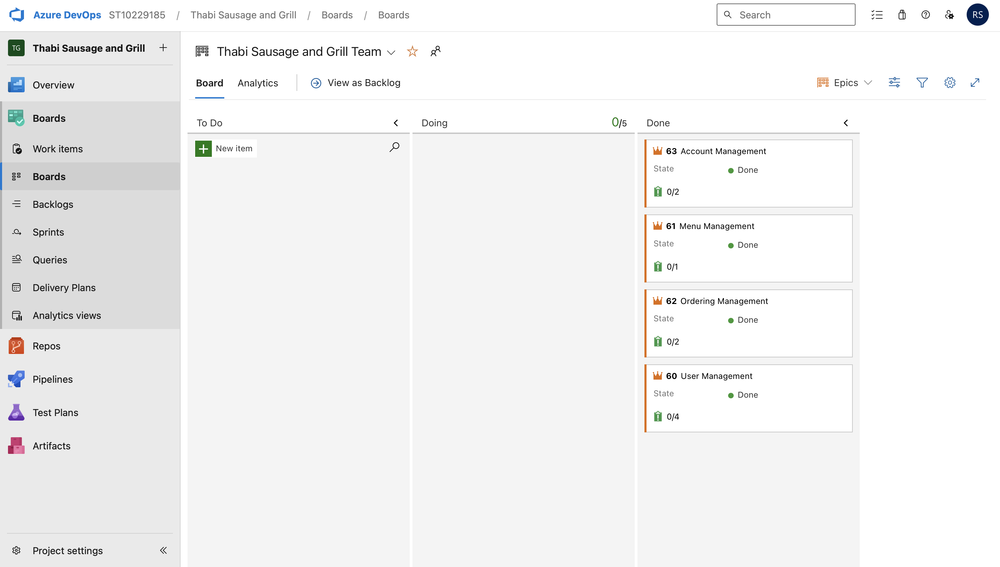 Azure DevOps ST10229185 / Thabi Sausage and Grill / Boards / Boards
Search
RS
TG Thabi Sausage and Grill
Overview
Boards
Work items
Boards
Backlogs
Sprints
Queries
Delivery Plans
Analytics views
Repos
Pipelines
Test Plans
Artifacts
Project settings
Thabi Sausage and Grill Team
Board Analytics View as Backlog
Epics
To Do
New item
Doing 0/5
Done
63 Account Management
State Done
0/2
61 Menu Management
State Done
0/1
62 Ordering Management
State Done
0/2
60 User Management
State Done
0/4